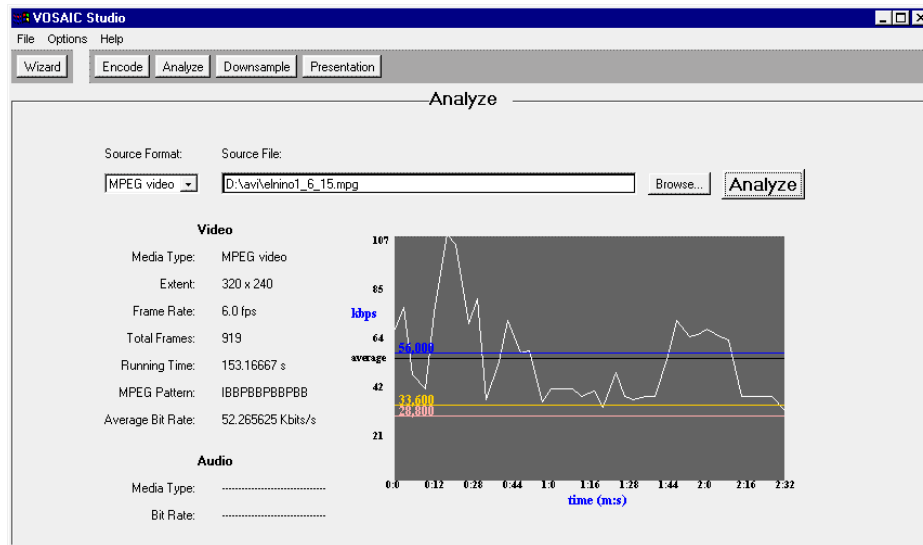 VOSAIC Studio
File Options Help
Wizard Encode Analyze Downsample Presentation
Analyze
Source Format: Source File:
MPEG video D:\avi\elnino1_6_15.mpg Browse... Analyze
Video
Media Type: MPEG video
Extent: 320 x 240
Frame Rate: 6.0 fps
Total Frames: 919
Running Time: 153.16667 s
MPEG Pattern: IBBPBBPBBPBB
Average Bit Rate: 52.265625 Kbits/s
Audio
Media Type: ------------------------------
Bit Rate: ------------------------------
107
85
kbps
64
56,000
average
42
33,600
28,800
21
0:0 0:12 0:28 0:44 1:0 1:16 1:28 1:44 2:0 2:16 2:32
time (m:s)